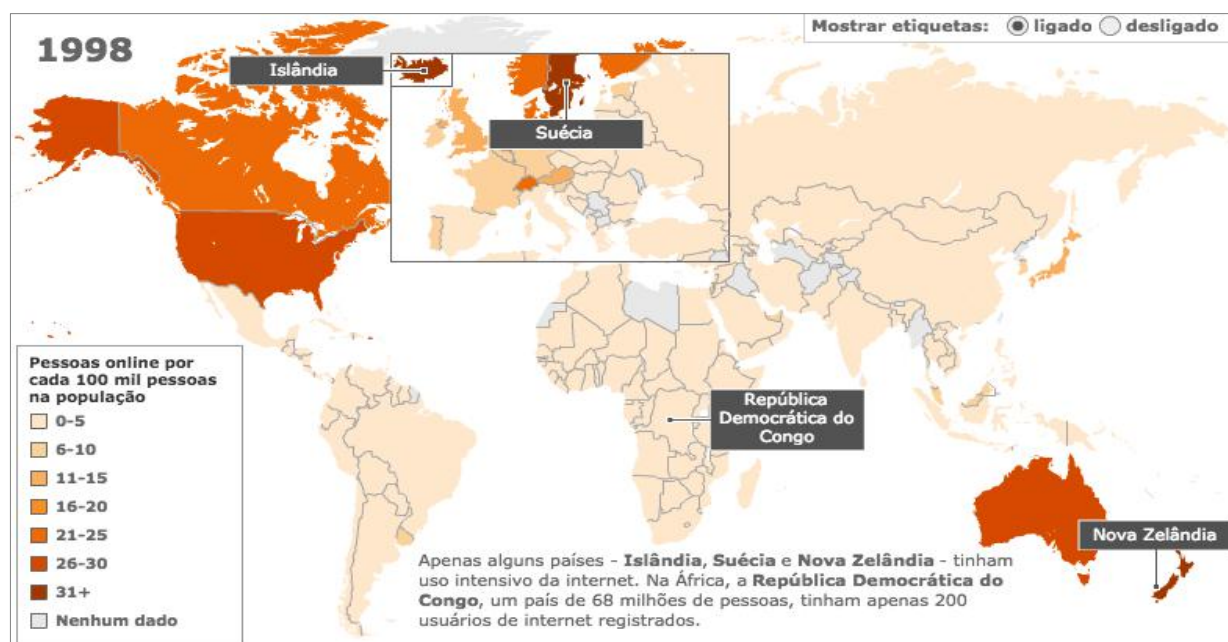 1998
Mostrar etiquetas: ligado desligado
Islândia
Suécia
República
Democrática do
Congo
Nova Zelândia
Pessoas online por
cada 100 mil pessoas
na população
0-5
6-10
11-15
16-20
21-25
26-30
31+
Nenhum dado
Apenas alguns países - Islândia, Suécia e Nova Zelândia - tinham
uso intensivo da internet. Na África, a República Democrática do
Congo, um país de 68 milhões de pessoas, tinham apenas 200
usuários de internet registrados.